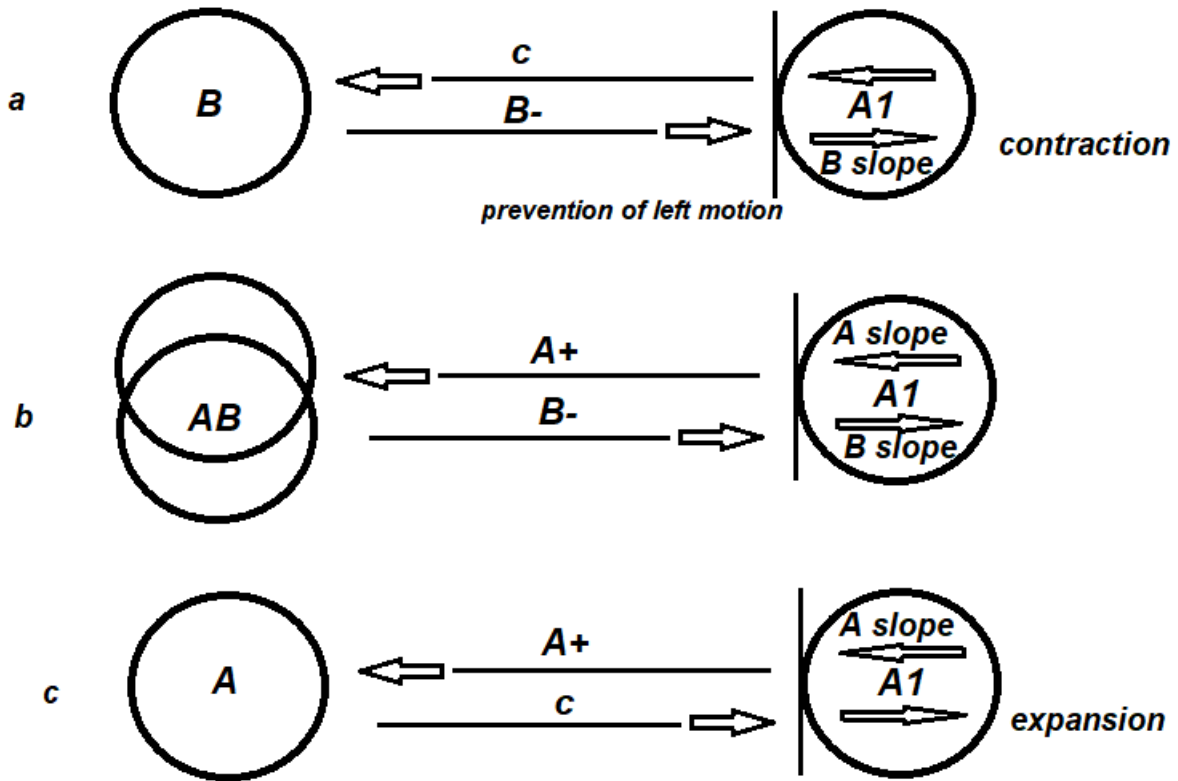 a
B
c
B-
A1
B slope
contraction
prevention of left motion
b
AB
A+
B-
A slope
A1
B slope
c
A
A+
c
A slope
A1
expansion